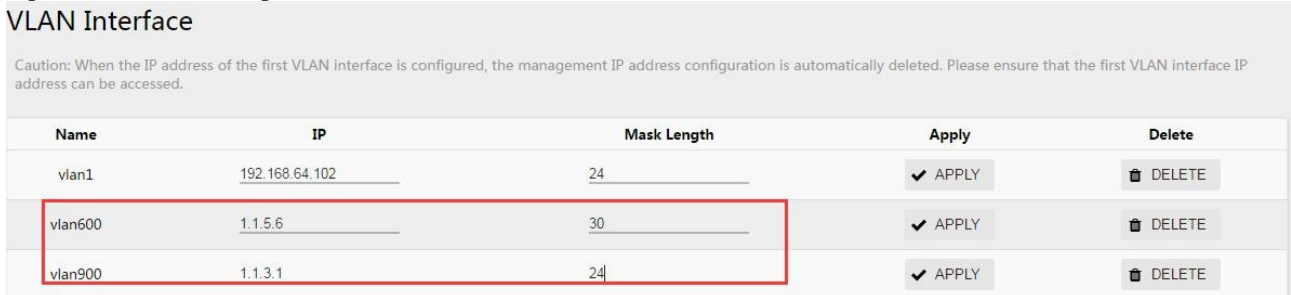 VLAN Interface
Caution: When the IP address of the first VLAN interface is configured, the management IP address configuration is automatically deleted. Please ensure that the first VLAN interface IP
address can be accessed.
Name IP Mask Length Apply Delete
vlan1 192.168.64.102 24 APPLY DELETE
vlan600 1.1.5.6 30 APPLY DELETE
vlan900 1.1.3.1 24 APPLY DELETE